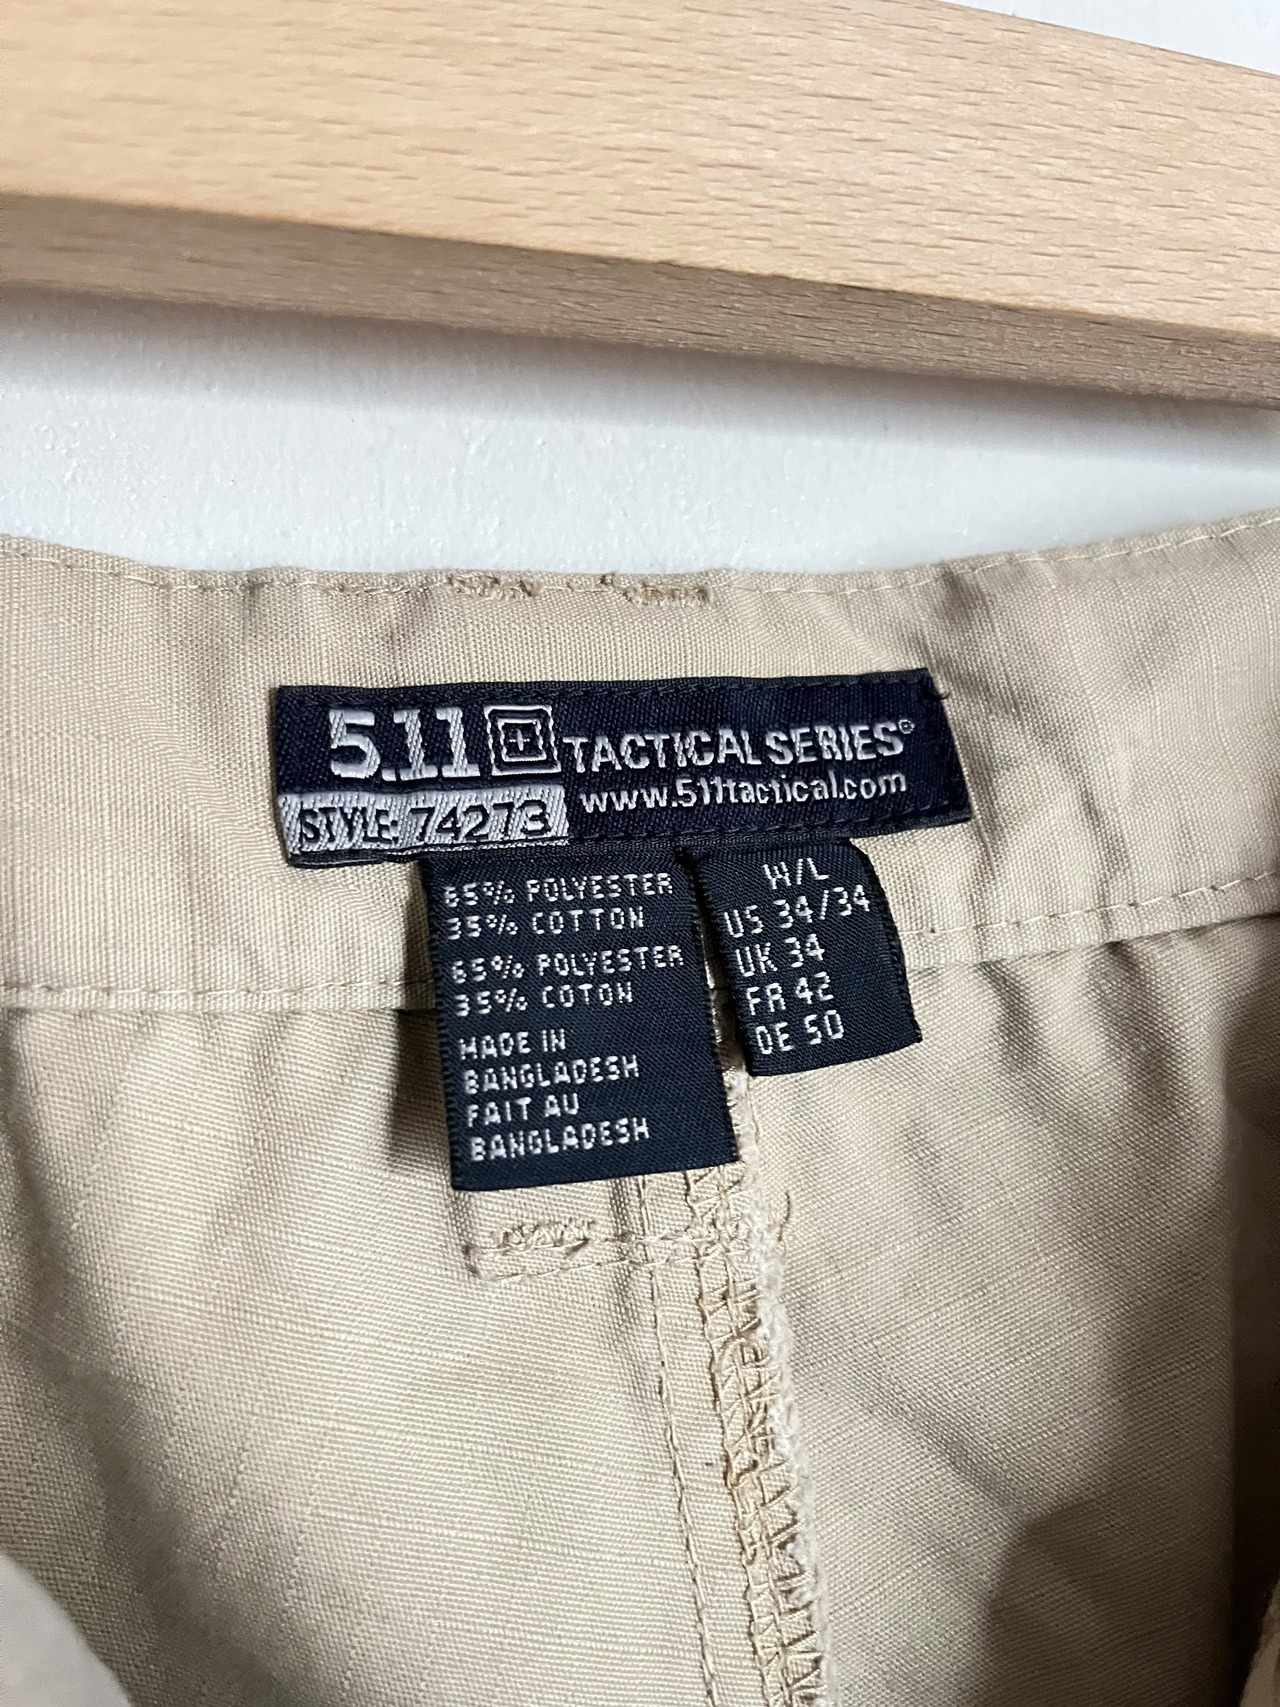 5.11 TACTICAL SERIES®
www.511tactical.com
STYLE: 74273
65% POLYESTER
35% COTTON
65% POLYESTER
35% COTON
MADE IN
BANGLADESH
FAIT AU
BANGLADESH
W/L
US 34/34
UK 34
FR 42
DE 50